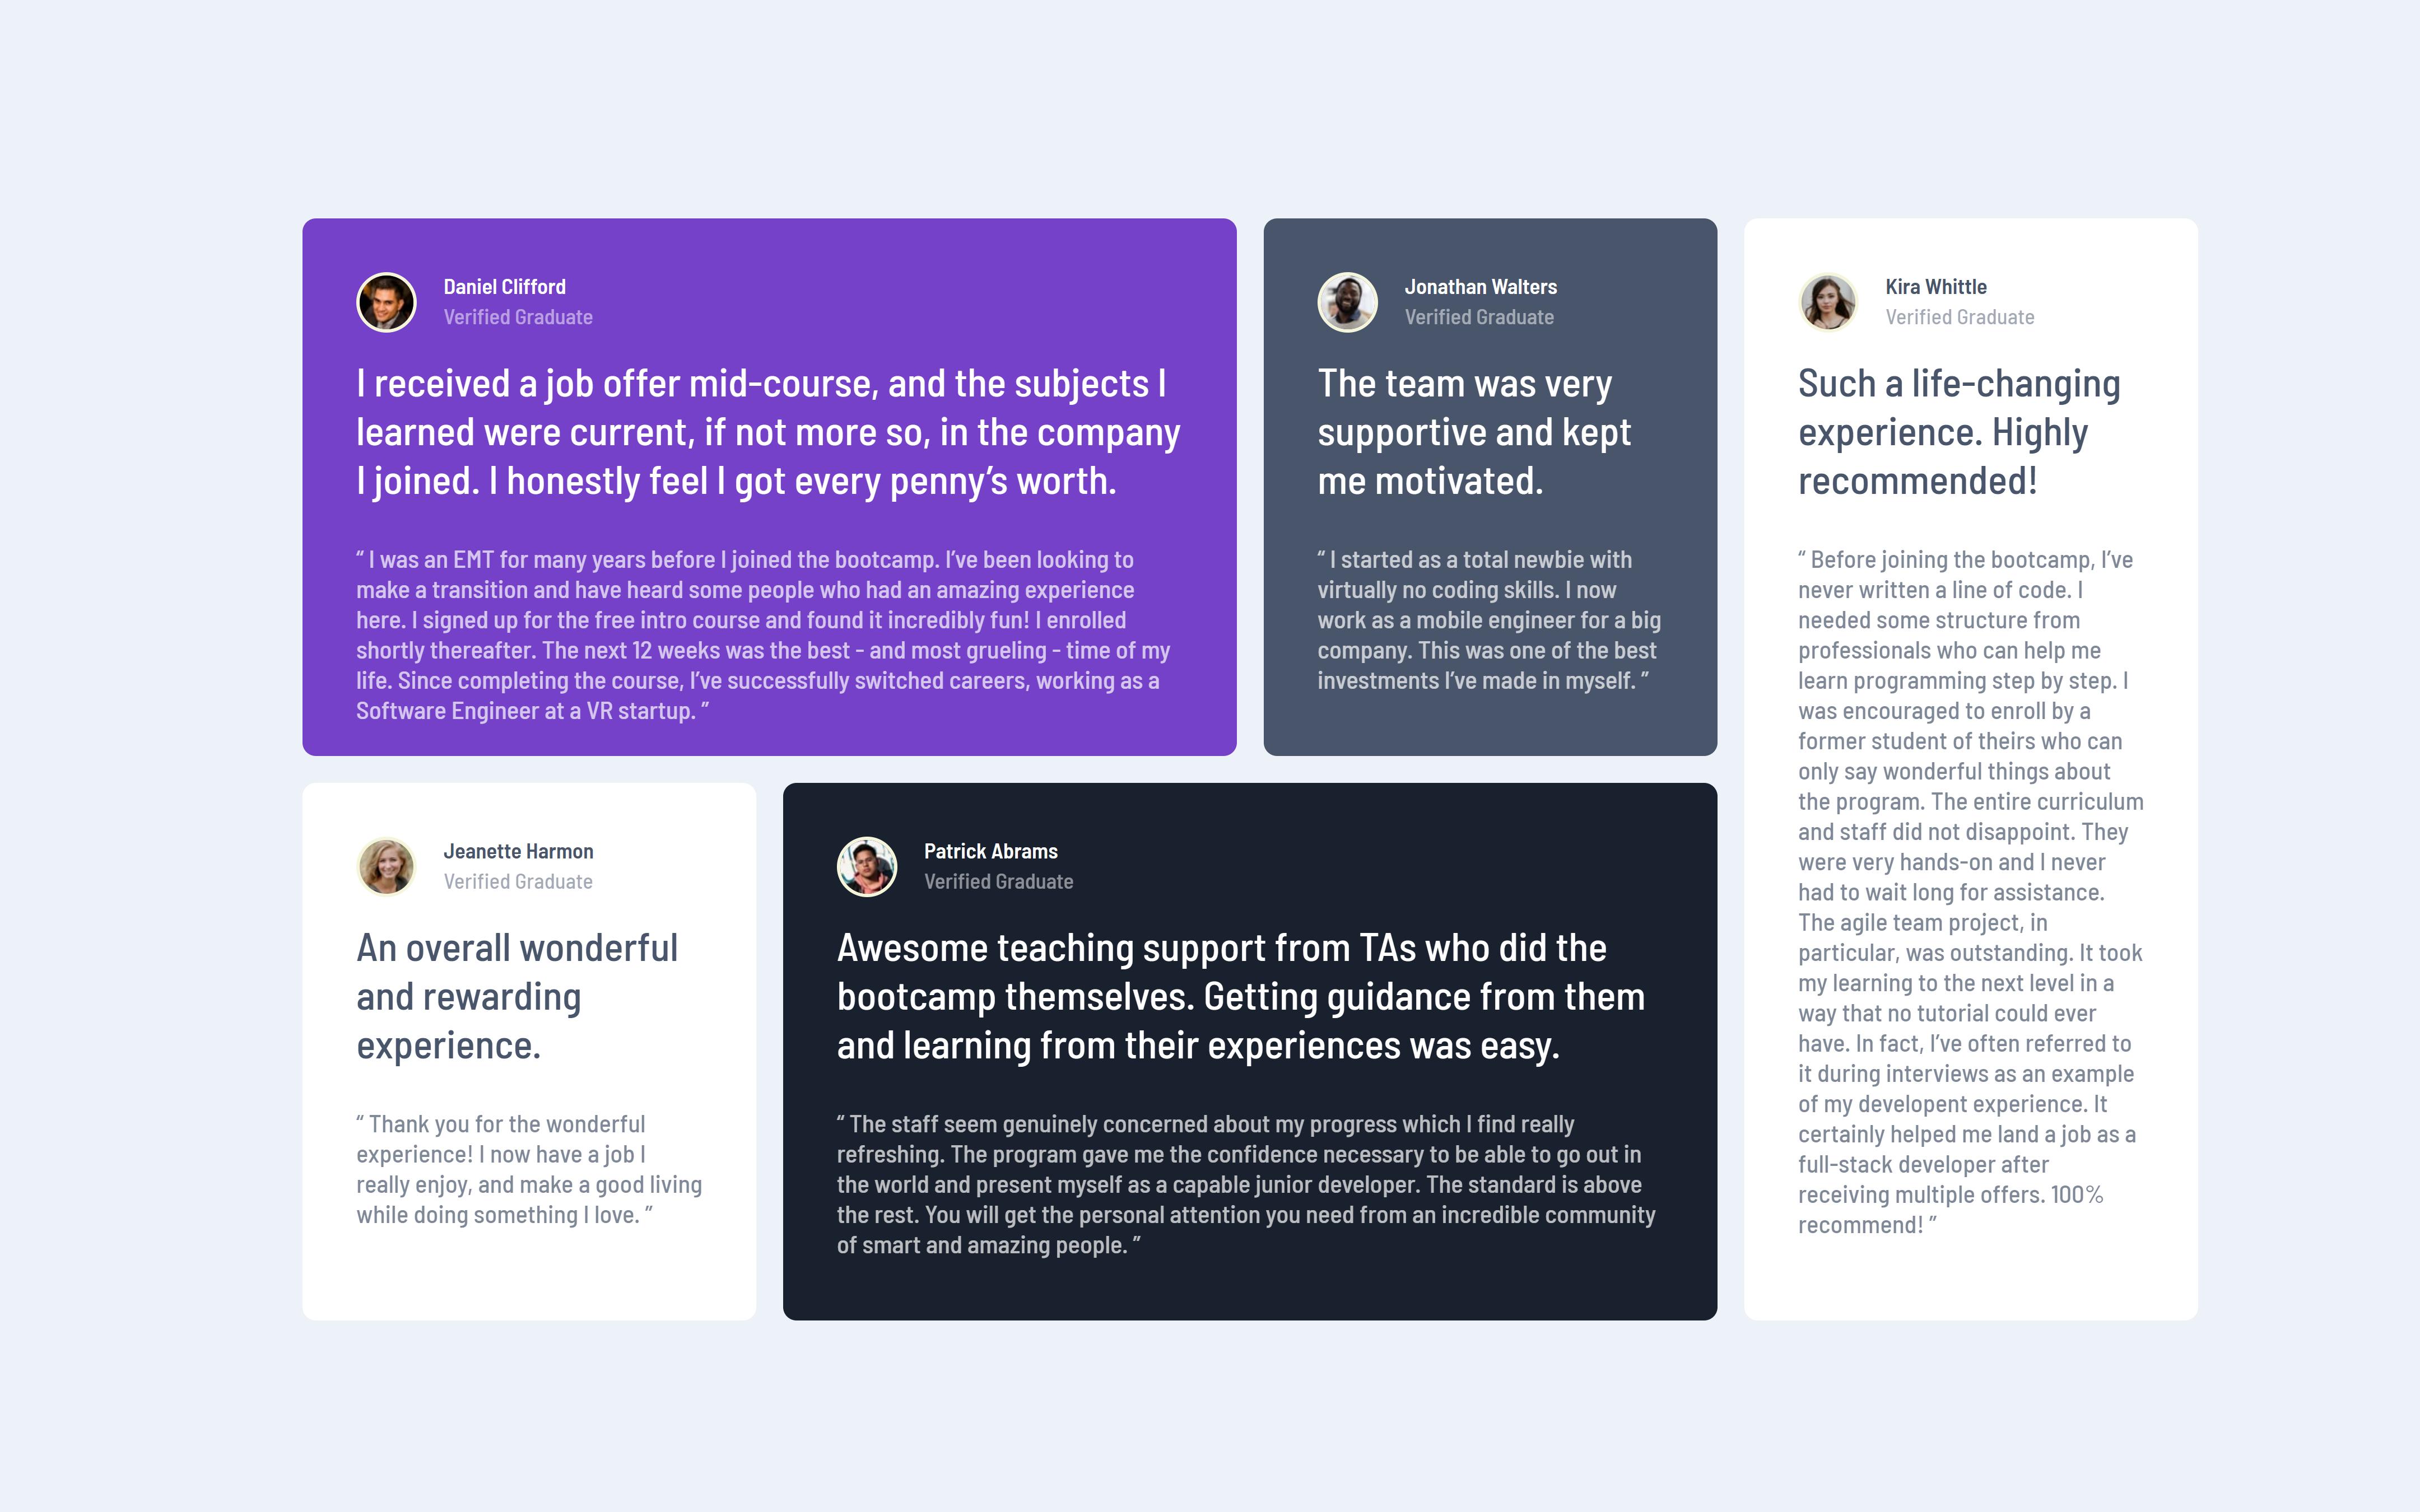 Daniel Clifford
Verified Graduate
I received a job offer mid-course, and the subjects I
learned were current, if not more so, in the company
I joined. I honestly feel I got every penny’s worth.
“ I was an EMT for many years before I joined the bootcamp. I’ve been looking to
make a transition and have heard some people who had an amazing experience
here. I signed up for the free intro course and found it incredibly fun! I enrolled
shortly thereafter. The next 12 weeks was the best - and most grueling - time of my
life. Since completing the course, I’ve successfully switched careers, working as a
Software Engineer at a VR startup. ”
Jonathan Walters
Verified Graduate
The team was very
supportive and kept
me motivated.
“ I started as a total newbie with
virtually no coding skills. I now
work as a mobile engineer for a big
company. This was one of the best
investments I’ve made in myself. ”
Kira Whittle
Verified Graduate
Such a life-changing
experience. Highly
recommended!
“ Before joining the bootcamp, I’ve
never written a line of code. I
needed some structure from
professionals who can help me
learn programming step by step. I
was encouraged to enroll by a
former student of theirs who can
only say wonderful things about
the program. The entire curriculum
and staff did not disappoint. They
were very hands-on and I never
had to wait long for assistance.
The agile team project, in
particular, was outstanding. It took
my learning to the next level in a
way that no tutorial could ever
have. In fact, I’ve often referred to
it during interviews as an example
of my developent experience. It
certainly helped me land a job as a
full-stack developer after
receiving multiple offers. 100%
recommend! ”
Jeanette Harmon
Verified Graduate
An overall wonderful
and rewarding
experience.
“ Thank you for the wonderful
experience! I now have a job I
really enjoy, and make a good living
while doing something I love. ”
Patrick Abrams
Verified Graduate
Awesome teaching support from TAs who did the
bootcamp themselves. Getting guidance from them
and learning from their experiences was easy.
“ The staff seem genuinely concerned about my progress which I find really
refreshing. The program gave me the confidence necessary to be able to go out in
the world and present myself as a capable junior developer. The standard is above
the rest. You will get the personal attention you need from an incredible community
of smart and amazing people. ”